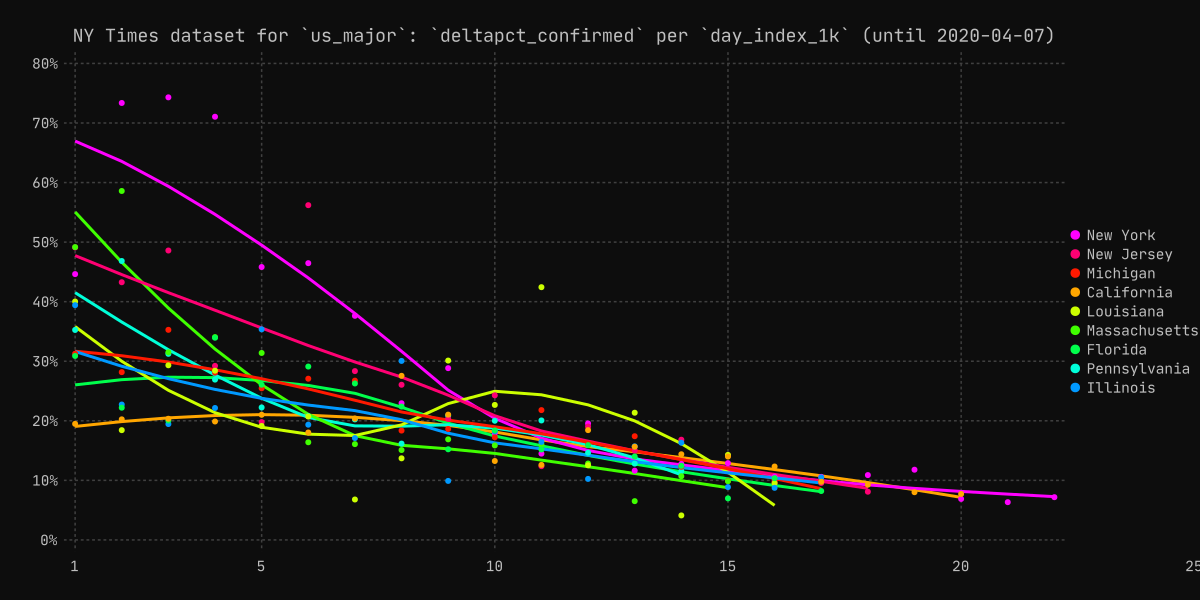 NY Times dataset for `us_major`: `deltapct_confirmed` per `day_index_1k` (until 2020-04-07)
80%
70%
60%
50%
40%
30%
20%
10%
0%
1 5 10 15 20 25
New York
New Jersey
Michigan
California
Louisiana
Massachusetts
Florida
Pennsylvania
Illinois